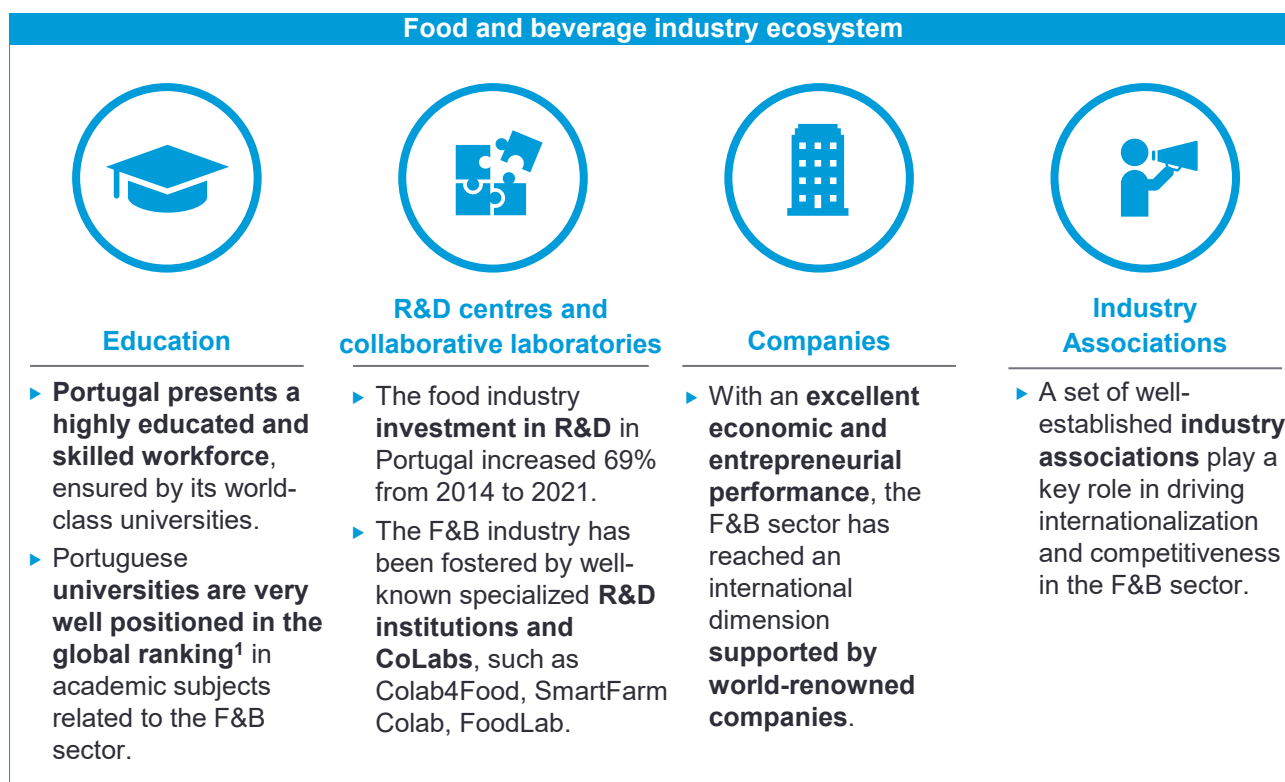 Food and beverage industry ecosystem
Education
▶ Portugal presents a
highly educated and
skilled workforce,
ensured by its world-
class universities.
▶ Portuguese
universities are very
well positioned in the
global ranking¹ in
academic subjects
related to the F&B
sector.
R&D centres and
collaborative laboratories
▶ The food industry
investment in R&D in
Portugal increased 69%
from 2014 to 2021.
▶ The F&B industry has
been fostered by well-
known specialized R&D
institutions and
CoLabs, such as
Colab4Food, SmartFarm
Colab, FoodLab.
Companies
▶ With an excellent
economic and
entrepreneurial
performance, the
F&B sector has
reached an
international
dimension
supported by
world-renowned
companies.
Industry
Associations
▶ A set of well-
established industry
associations play a
key role in driving
internationalization
and competitiveness
in the F&B sector.